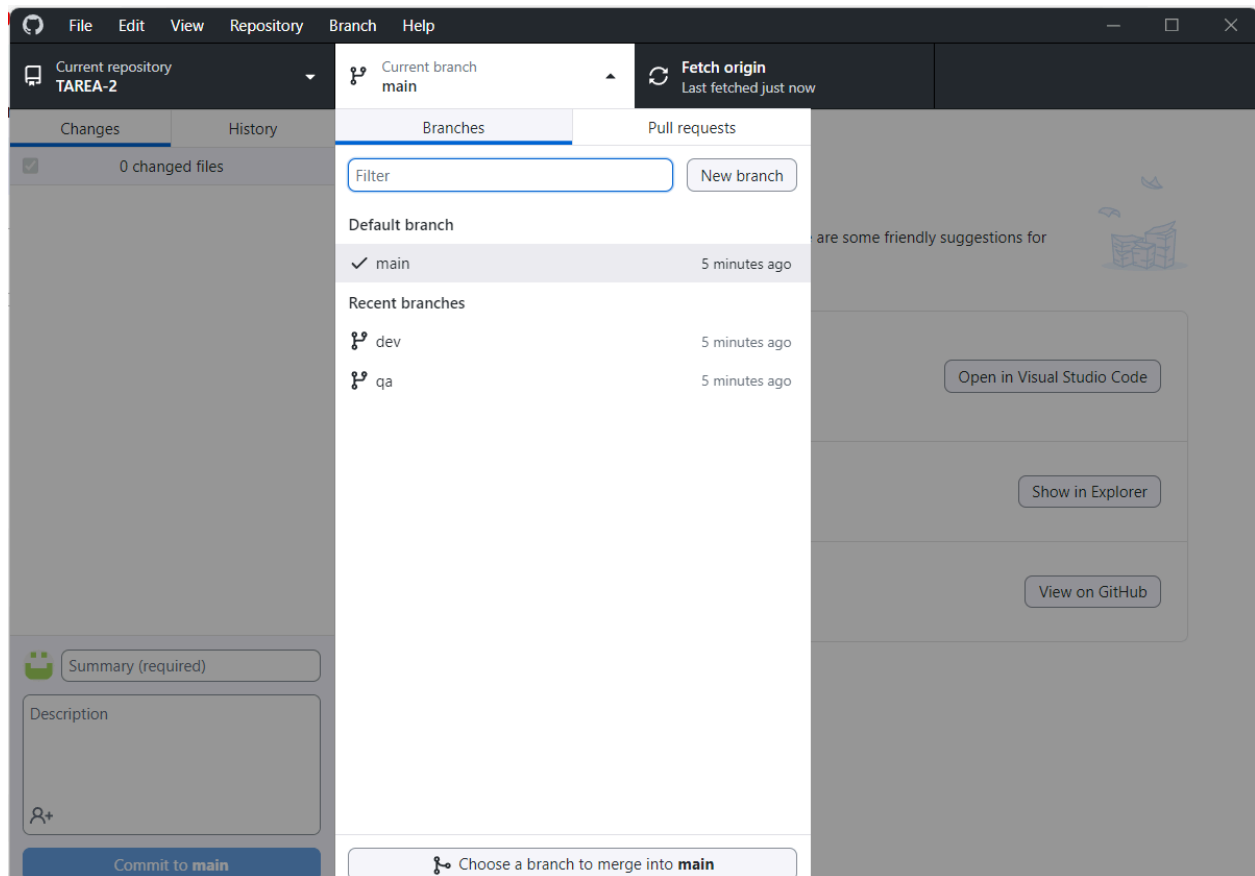 File Edit View Repository Branch Help
Current repository
TAREA-2
Current branch
main
Fetch origin
Last fetched just now
Changes History
0 changed files
Branches Pull requests
Filter New branch
Default branch
main 5 minutes ago
Recent branches
dev 5 minutes ago
qa 5 minutes ago
are some friendly suggestions for
Open in Visual Studio Code
Show in Explorer
View on GitHub
Summary (required)
Description
Commit to main
Choose a branch to merge into main